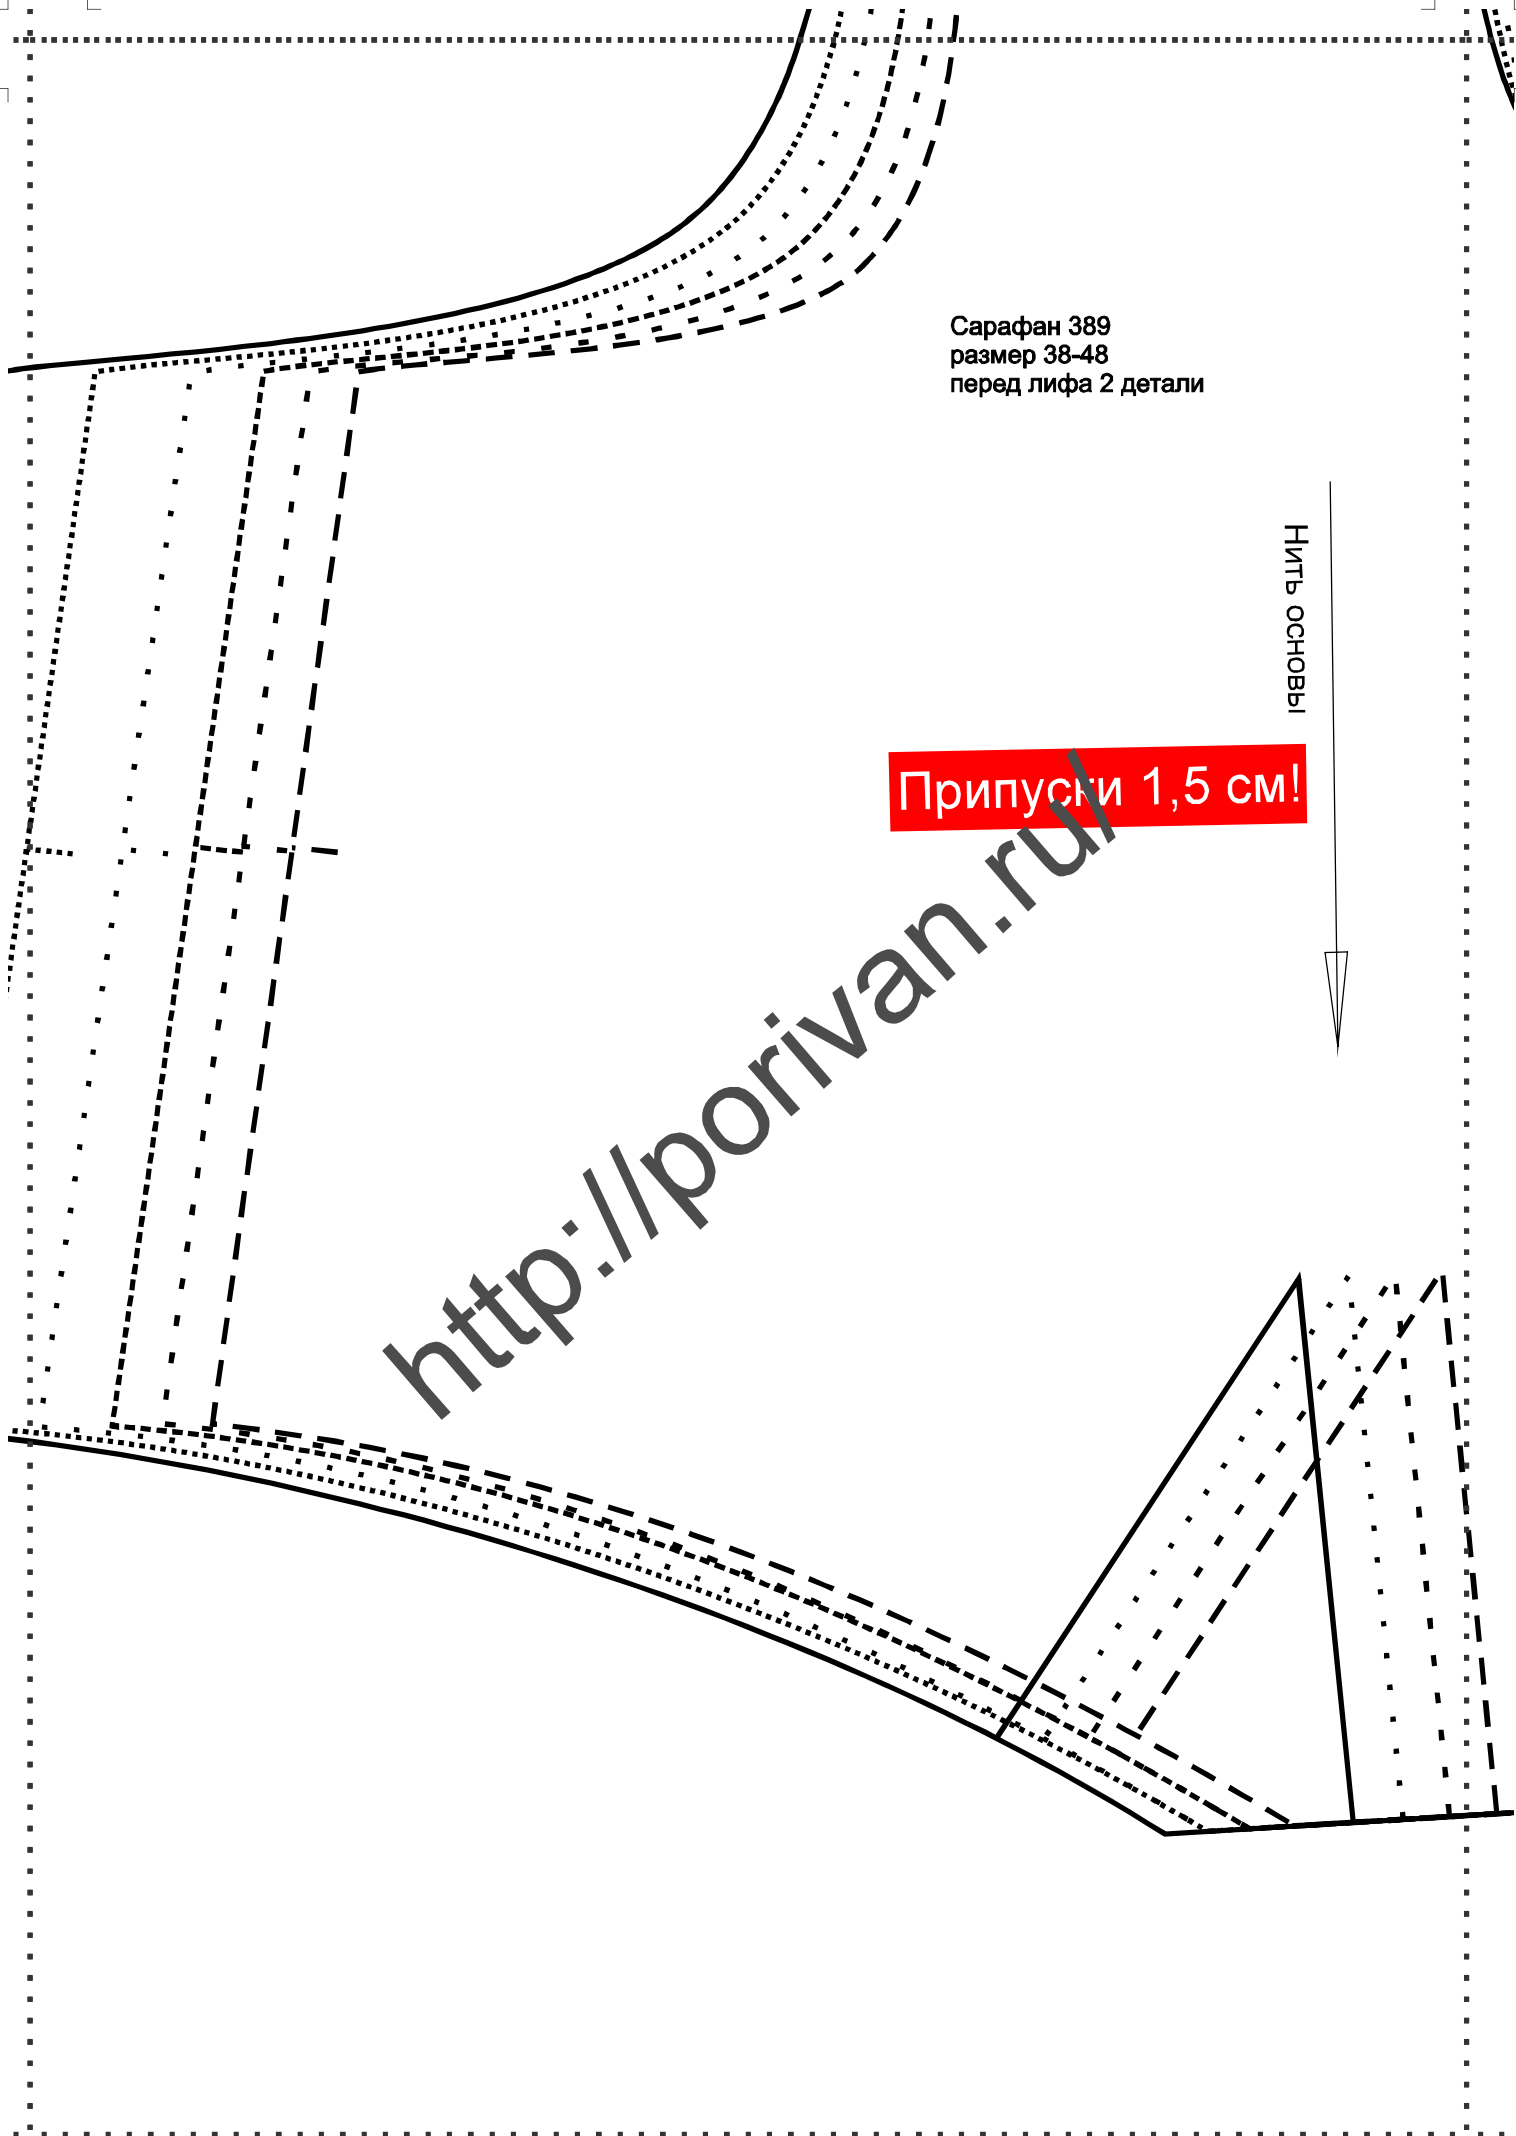 Сарафан 389
размер 38-48
перед лифа 2 детали
Нить основы
Припуски 1,5 см!
http://porivan.ru/